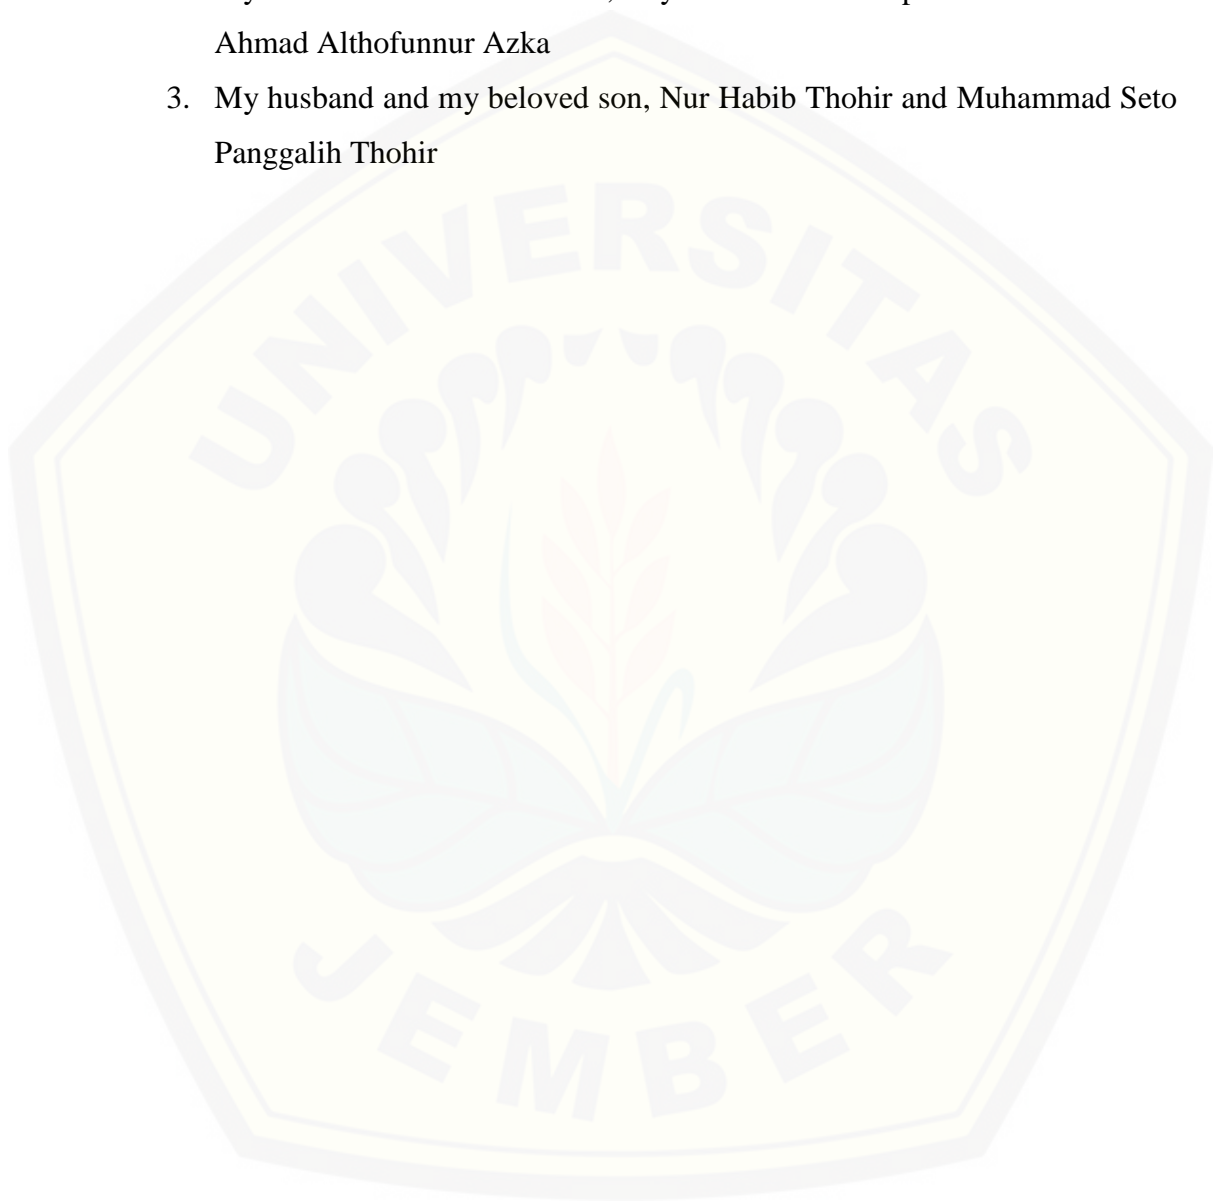 Ahmad Althofunnur Azka
3. My husband and my beloved son, Nur Habib Thohir and Muhammad Seto
Panggalih Thohir
UNIVERSITAS
JEMBER